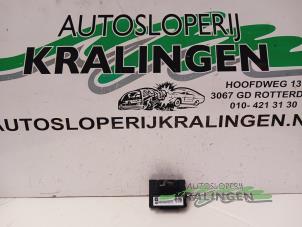 AUTOSLOPERIJ
KRALINGEN
HOOFDWEG 13
3067 GD ROTTERD
010- 421 31 30
AUTOSLOPERIJKRALINGEN.N
AUTOSLOPERIJ
KRALINGEN